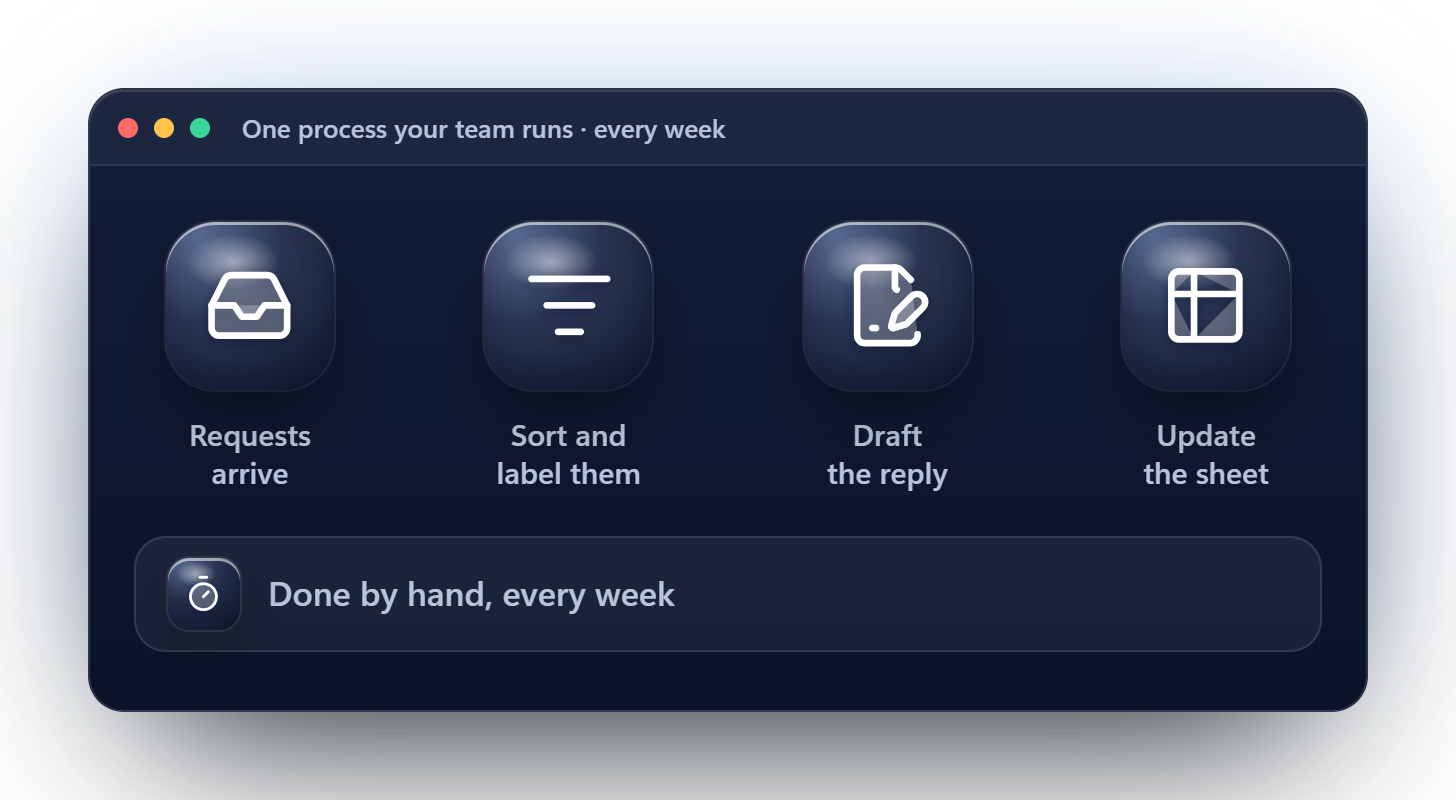 One process your team runs · every week
Requests
arrive
Sort and
label them
Draft
the reply
Update
the sheet
Done by hand, every week